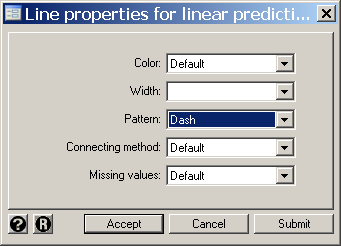 Line properties for linear predicti...
Color: Default
Width:
Pattern: Dash
Connecting method: Default
Missing values: Default
? R Accept Cancel Submit